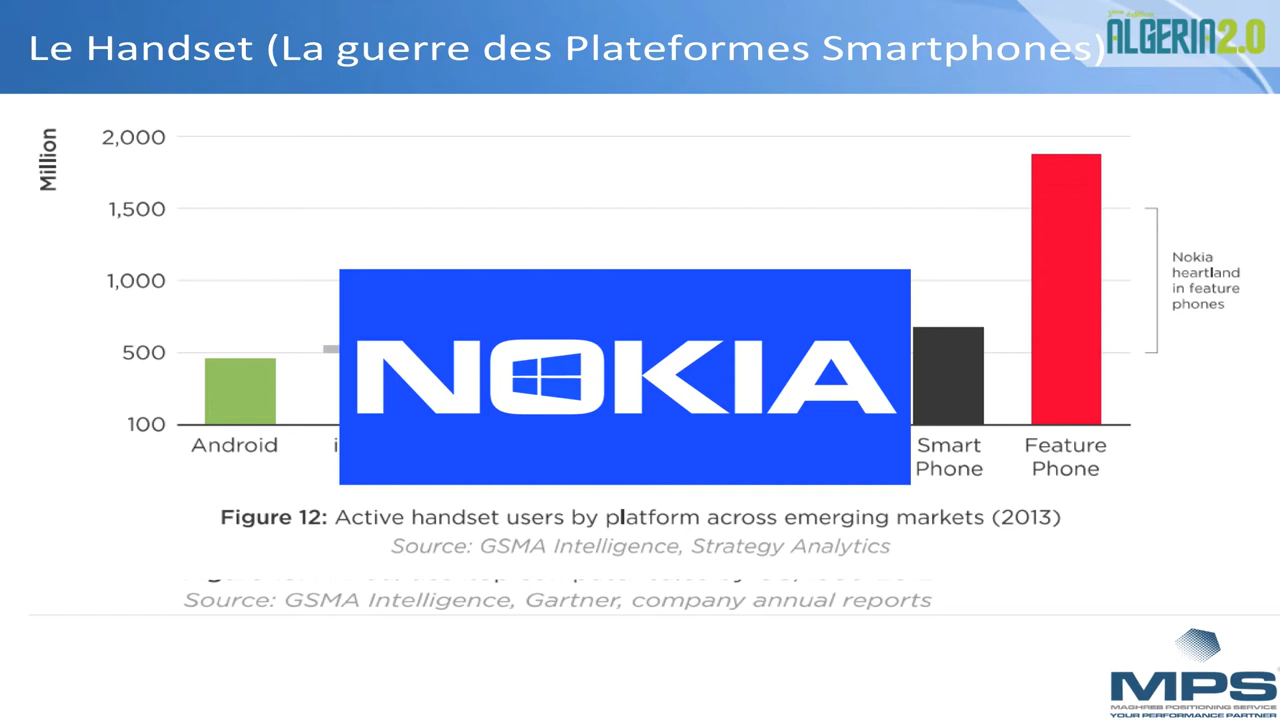 Le Handset (La guerre des Plateformes Smartphones)
3ème édition
ALGERIA2.0
Million
2,000
1,500
1,000
500
100
Nokia
heartland
in feature
phones
NOKIA
Android
Smart
Phone
Feature
Phone
Figure 12: Active handset users by platform across emerging markets (2013)
Source: GSMA Intelligence, Strategy Analytics
Source: GSMA Intelligence, Gartner, company annual reports
MPS
MAGHREB POSITIONING SERVICE
YOUR PERFORMANCE PARTNER